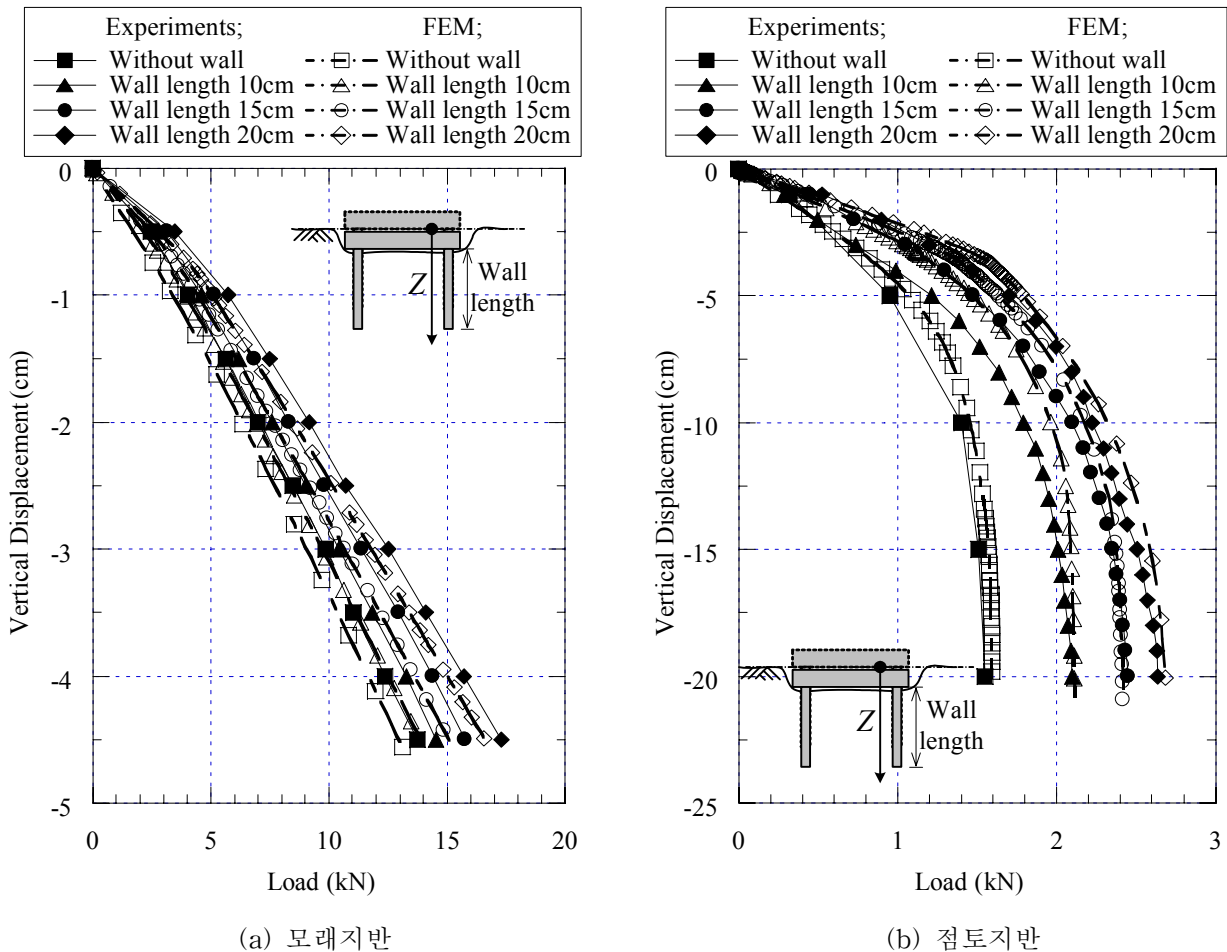 Experiments; FEM;
Without wall Without wall
Wall length 10cm Wall length 10cm
Wall length 15cm Wall length 15cm
Wall length 20cm Wall length 20cm
0
-1
-2
-3
-4
-5
Vertical Displacement (cm)
Z
Wall
length
0 5 10 15 20
Load (kN)
(a) 모래지반
Experiments; FEM;
Without wall Without wall
Wall length 10cm Wall length 10cm
Wall length 15cm Wall length 15cm
Wall length 20cm Wall length 20cm
0
-5
-10
-15
-20
-25
Vertical Displacement (cm)
Z
Wall
length
0 1 2 3
Load (kN)
(b) 점토지반